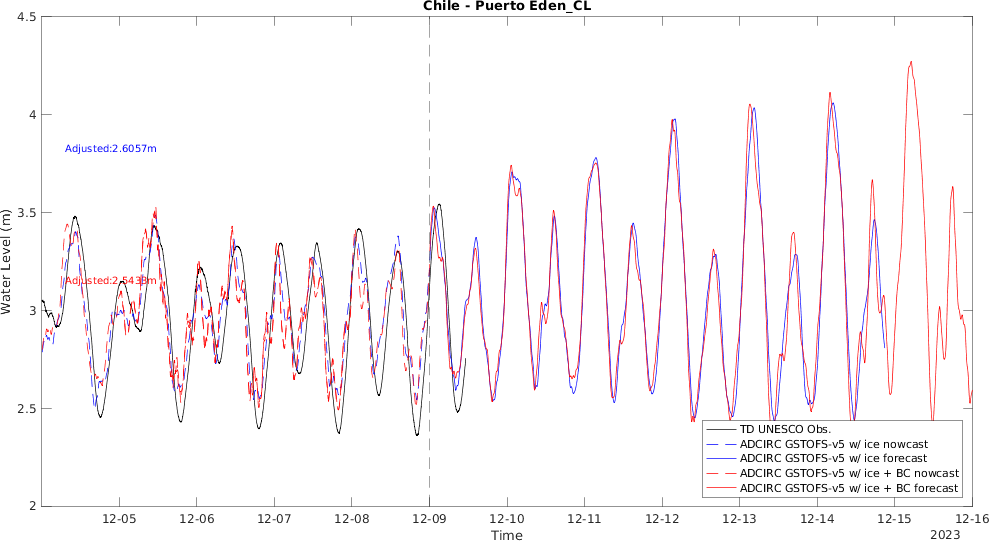 Chile - Puerto Eden_CL
4.5
4
3.5
3
2.5
2
Water Level (m)
Adjusted:2.6057m
Adjusted:2.5433m
12-05
12-06
12-07
12-08
12-09
12-10
12-11
12-12
12-13
12-14
12-15
12-16
Time
2023
TD UNESCO Obs.
ADCIRC GSTOFS-v5 w/ ice nowcast
ADCIRC GSTOFS-v5 w/ ice forecast
ADCIRC GSTOFS-v5 w/ ice + BC nowcast
ADCIRC GSTOFS-v5 w/ ice + BC forecast